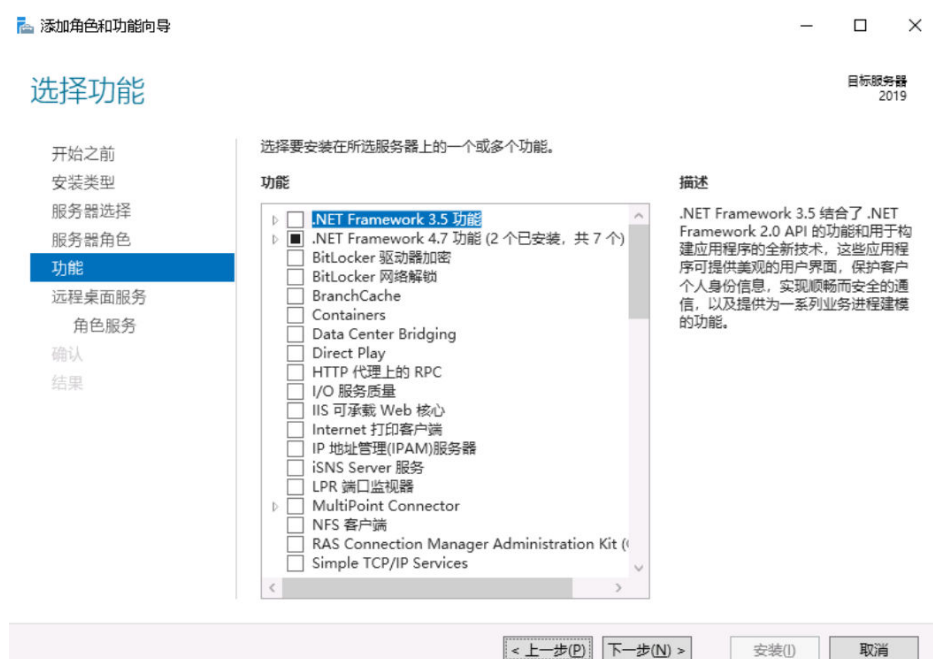 添加角色和功能向导
选择功能
目标服务器
2019
开始之前
安装类型
服务器选择
服务器角色
功能
远程桌面服务
角色服务
确认
结果
选择要安装在所选服务器上的一个或多个功能。
功能
.NET Framework 3.5 功能
.NET Framework 4.7 功能 (2 个已安装，共 7 个)
BitLocker 驱动器加密
BitLocker 网络解锁
BranchCache
Containers
Data Center Bridging
Direct Play
HTTP 代理上的 RPC
I/O 服务质量
IIS 可承载 Web 核心
Internet 打印客户端
IP 地址管理(IPAM)服务器
iSNS Server 服务
LPR 端口监视器
MultiPoint Connector
NFS 客户端
RAS Connection Manager Administration Kit (
Simple TCP/IP Services
描述
.NET Framework 3.5 结合了 .NET
Framework 2.0 API 的功能和用于构
建应用程序的全新技术，这些应用程
序可提供美观的用户界面，保护客户
个人身份信息，实现顺畅而安全的通
信，以及提供为一系列业务进程建模
的功能。
< 上一步(P)
下一步(N) >
安装(I)
取消